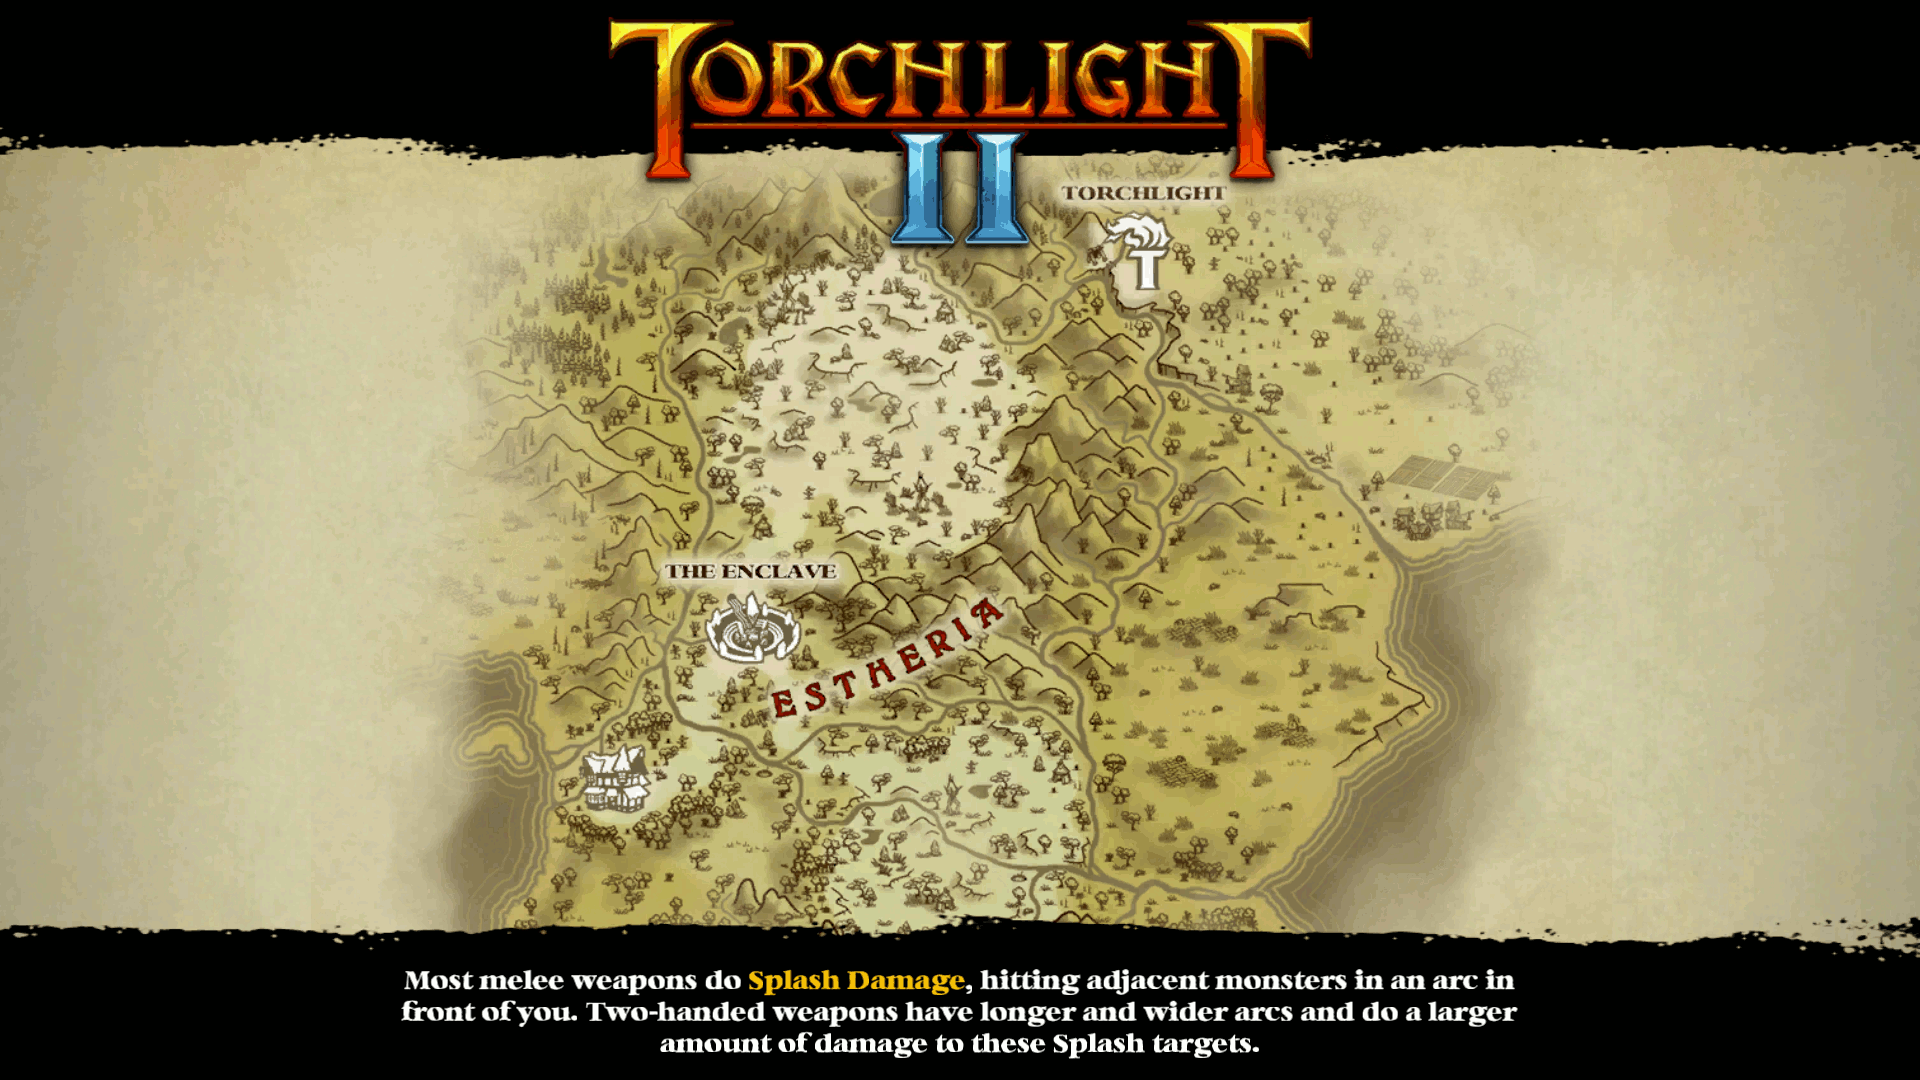 TORCHLIGHT
II
TORCHLIGHT
T
THE ENCLAVE
ESTHERIA
Most melee weapons do Splash Damage, hitting adjacent monsters in an arc in
front of you. Two-handed weapons have longer and wider arcs and do a larger
amount of damage to these Splash targets.